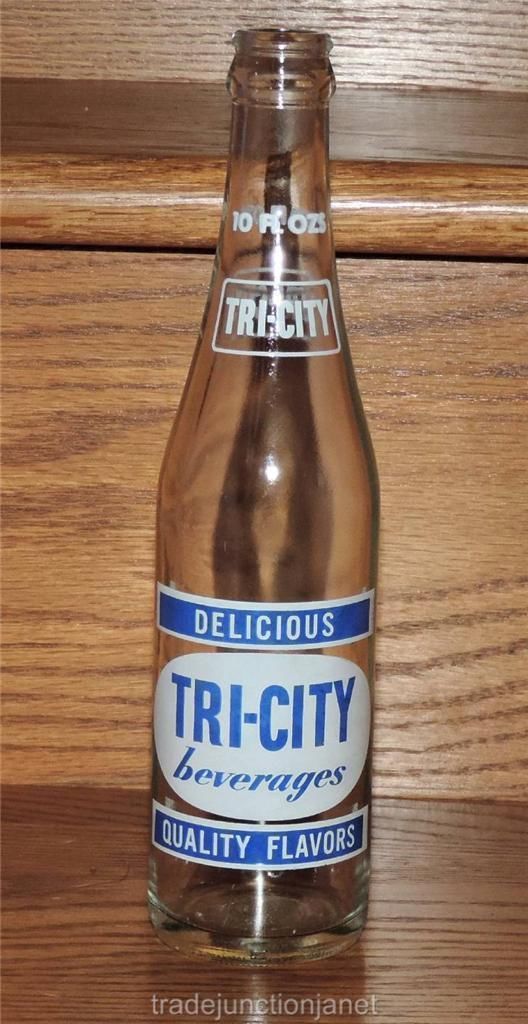 10 FL OZS
TRI-CITY
DELICIOUS
TRI-CITY
beverages
QUALITY FLAVORS
tradejunctionjanet